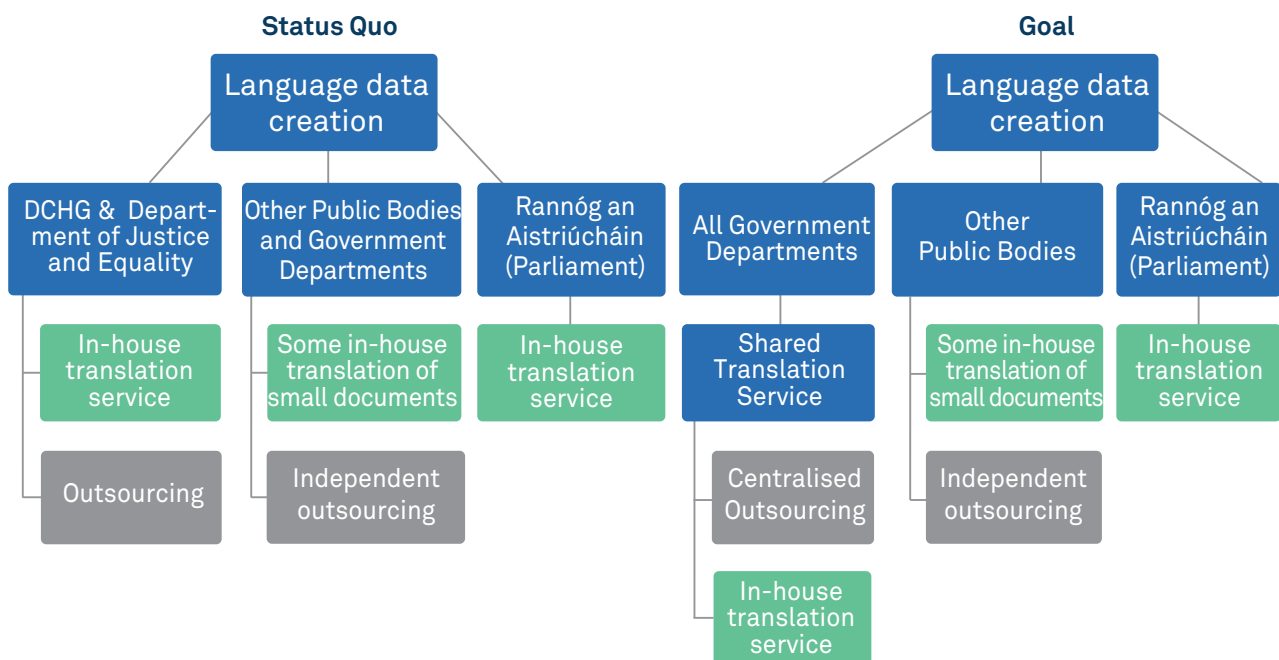 Status Quo
Language data
creation
DCHG & Depart-
ment of Justice
and Equality
In-house
translation
service
Outsourcing
Other Public Bodies
and Government
Departments
Some in-house
translation of
small documents
Independent
outsourcing
Rannóg an
Aistriúcháin
(Parliament)
In-house
translation
service
Goal
Language data
creation
All Government
Departments
Shared
Translation
Service
Centralised
Outsourcing
In-house
translation
service
Other
Public Bodies
Some in-house
translation of
small documents
Independent
outsourcing
Rannóg an
Aistriúcháin
(Parliament)
In-house
translation
service